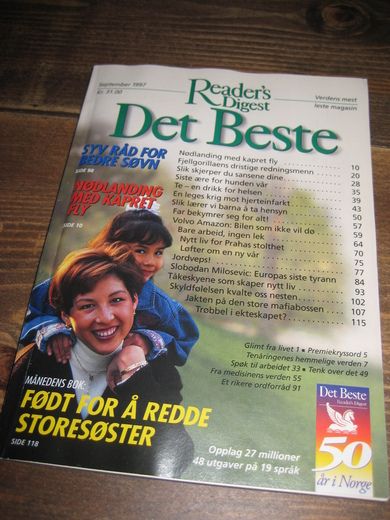 September 1997
Kr. 31.00
Reader's
Digest
Verdens mest
leste magasin
Det Beste
SYV RÅD FOR
BEDRE SØVN
SIDE 98
NØDLANDING
MED KAPRET
FLY
SIDE 10
Nødlanding med kapret fly 10
Fjellgorillaens dristige redningsmenn 20
Slik skjerper du sansene dine 28
Siste ære for hunden vår 35
Te – en drikk for helsen 39
En leges krig mot hjerteinfarkt 43
Slik lærer vi barna å ta hensyn 50
Far bekymrer seg for alt 57
Volvo Amazon: Bilen som ikke vil dø 59
Bare arbeid, ingen lek 64
Nytt liv for Prahas stolthet 70
Løfter om en ny vår 75
Jordveps! 77
Slobodan Milosevic: Europas siste tyrann 84
Tåkeskyene som skaper nytt liv 93
Skyldfølelsen kvalte oss nesten 102
Jakten på den store mafiabossen 107
Trøbbel i ekteskapet? 115
Glimt fra livet 1 • Premiekryssord 5
Tenåringenes hemmelige verden 7
Spøk til arbeidet 33 • Tenk over det 49
Fra medisinens verden 55
Et rikere ordforråd 91
MÅNEDENS BOK:
FØDT FOR Å REDDE
STORESØSTER
SIDE 118
Opplag 27 millioner
48 utgaver på 19 språk
Det Beste
Reader's Digest
50
år i Norge